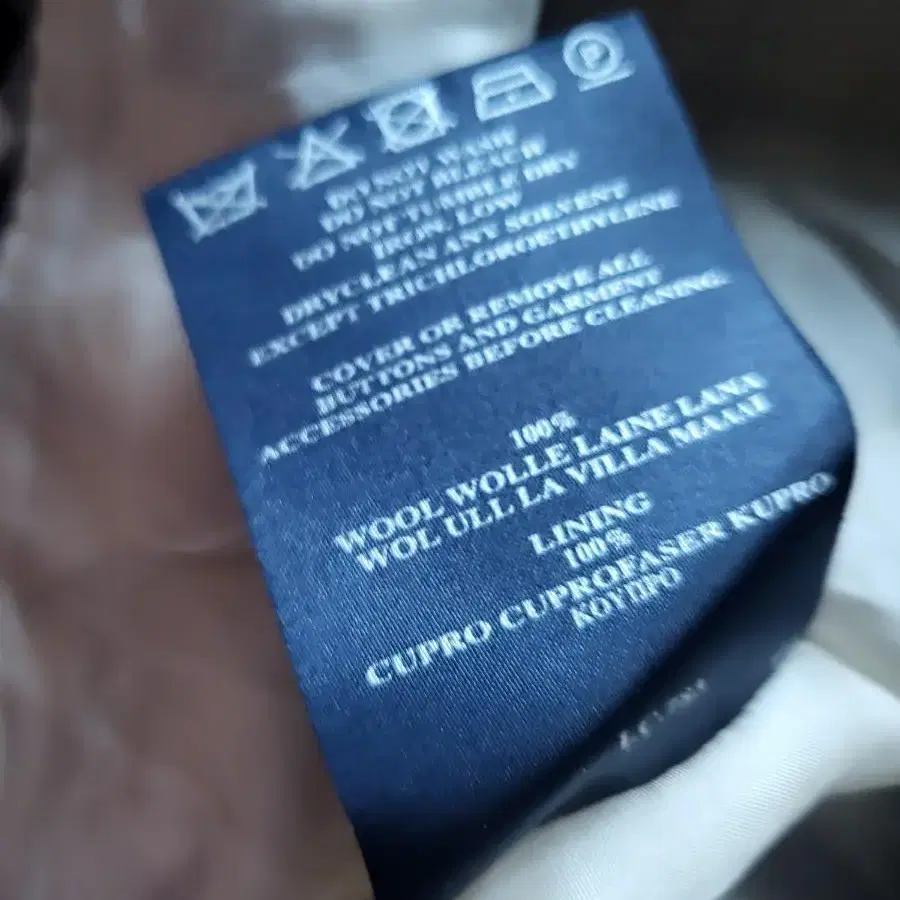 P
DO NOT WASH
DO NOT BLEACH
DO NOT TUMBLE DRY
IRON: LOW
DRYCLEAN ANY SOLVENT
EXCEPT TRICHLOROETHYLENE
COVER OR REMOVE ALL
BUTTONS AND GARMENT
ACCESSORIES BEFORE CLEANING
100%
WOOL WOLLE LAINE LANA
WOL ULL LA VILLA ΜΑΛΛΙ
LINING
100%
CUPRO CUPROFASER KUPRO
ΚΟΥΠΡΟ